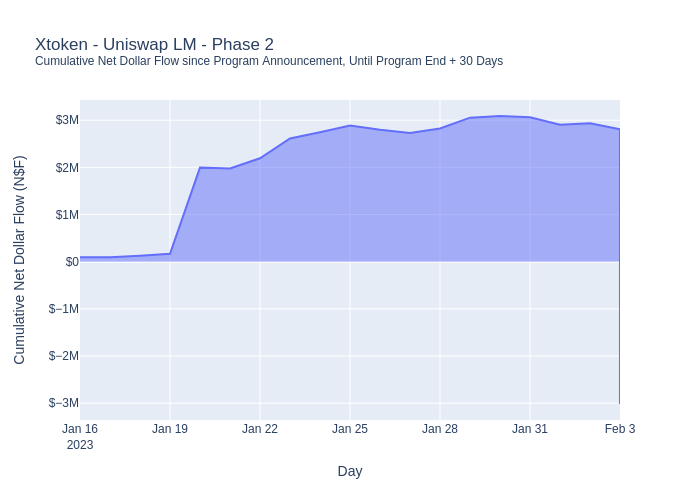 Xtoken - Uniswap LM - Phase 2
Cumulative Net Dollar Flow since Program Announcement, Until Program End + 30 Days
Cumulative Net Dollar Flow (N$F)
$3M
$2M
$1M
$0
$−1M
$−2M
$−3M
Jan 16 Jan 19 Jan 22 Jan 25 Jan 28 Jan 31 Feb 3
2023
Day